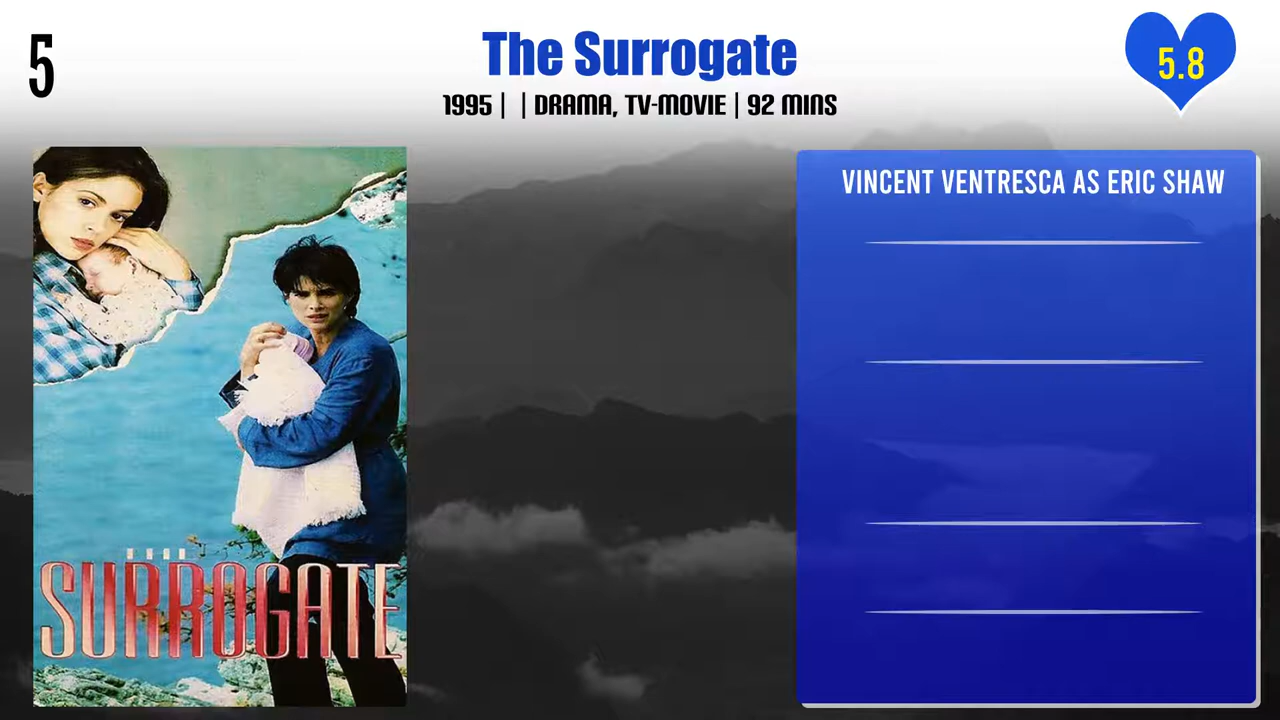 5
The Surrogate
5.8
1995 | | DRAMA, TV-MOVIE | 92 MINS
VINCENT VENTRESCA AS ERIC SHAW
SURROGATE